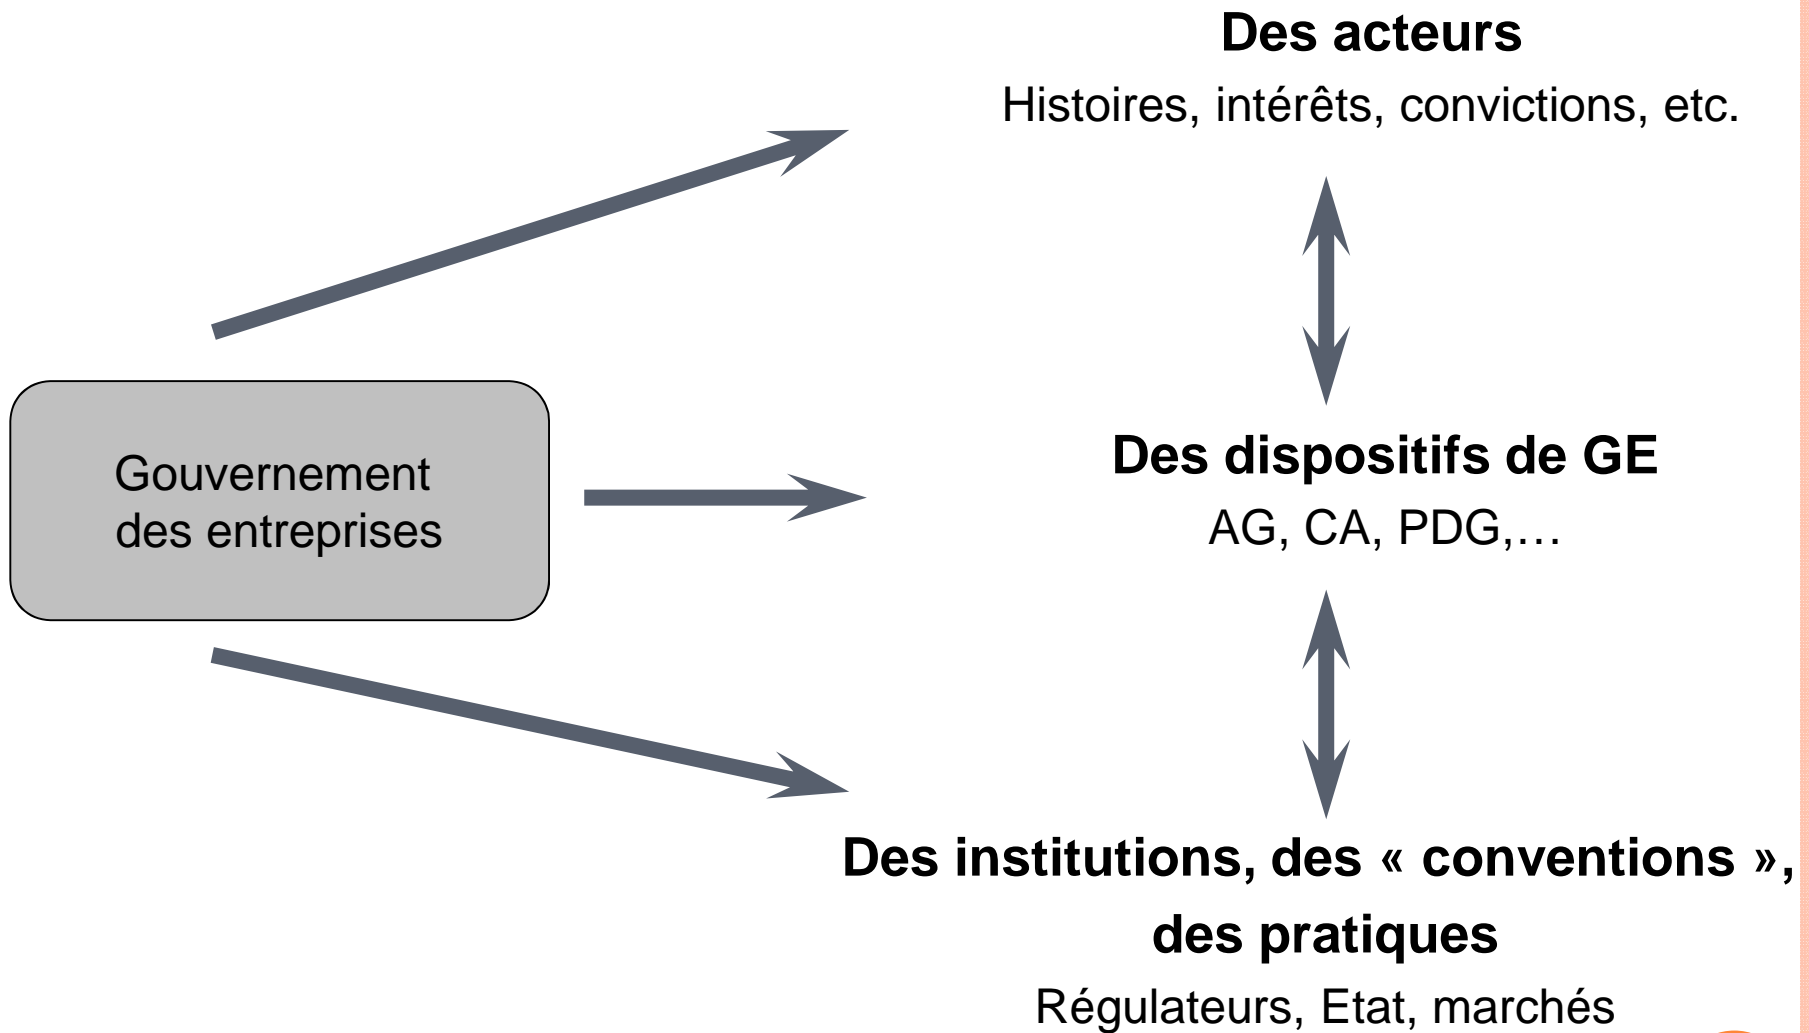 Des acteurs
Histoires, intérêts, convictions, etc.
Gouvernement
des entreprises
Des dispositifs de GE
AG, CA, PDG,…
Des institutions, des « conventions »,
des pratiques
Régulateurs, Etat, marchés